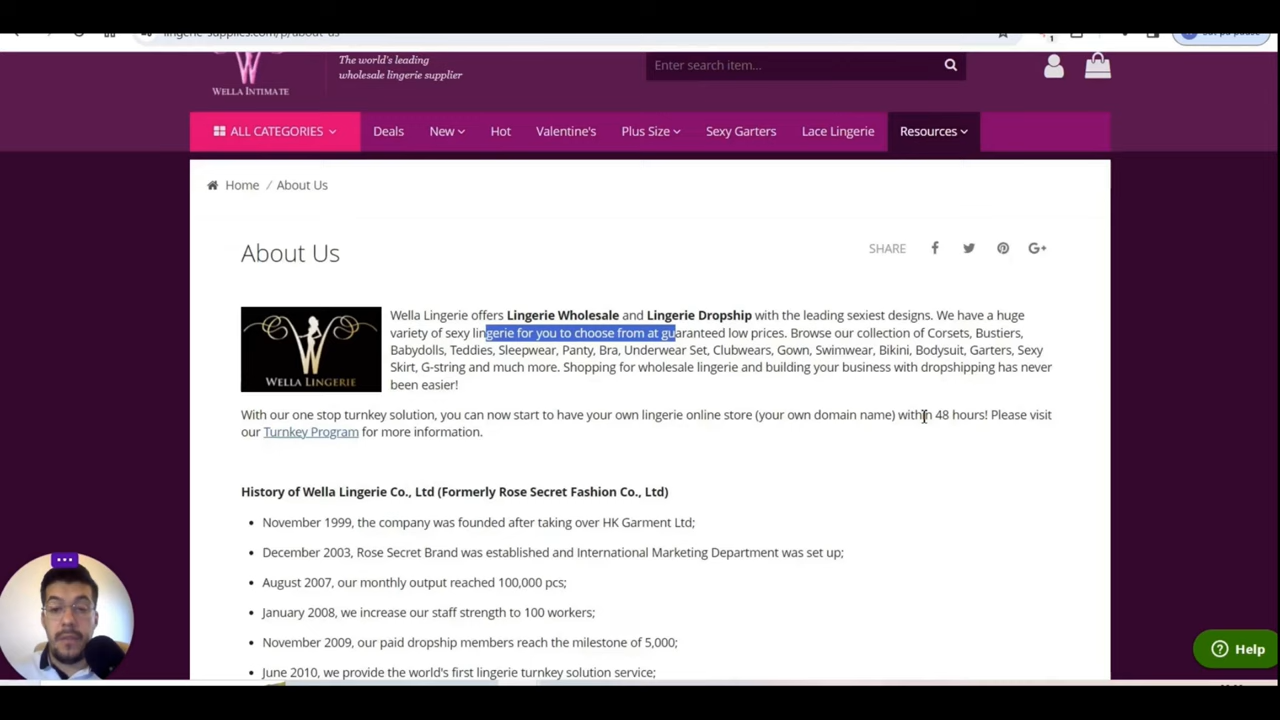 The world's leading
wholesale lingerie supplier
WELLA INTIMATE
Enter search item...
1
ALL CATEGORIES
Deals
New
Hot
Valentine's
Plus Size
Sexy Garters
Lace Lingerie
Resources
Home / About Us
About Us
SHARE
WELLA LINGERIE
Wella Lingerie offers Lingerie Wholesale and Lingerie Dropship with the leading sexiest designs. We have a huge
variety of sexy lingerie for you to choose from at guaranteed low prices. Browse our collection of Corsets, Bustiers,
Babydolls, Teddies, Sleepwear, Panty, Bra, Underwear Set, Clubwears, Gown, Swimwear, Bikini, Bodysuit, Garters, Sexy
Skirt, G-string and much more. Shopping for wholesale lingerie and building your business with dropshipping has never
been easier!
With our one stop turnkey solution, you can now start to have your own lingerie online store (your own domain name) within 48 hours! Please visit
our Turnkey Program for more information.
History of Wella Lingerie Co., Ltd (Formerly Rose Secret Fashion Co., Ltd)
• November 1999, the company was founded after taking over HK Garment Ltd;
• December 2003, Rose Secret Brand was established and International Marketing Department was set up;
• August 2007, our monthly output reached 100,000 pcs;
• January 2008, we increase our staff strength to 100 workers;
• November 2009, our paid dropship members reach the milestone of 5,000;
• June 2010, we provide the world's first lingerie turnkey solution service;
Help